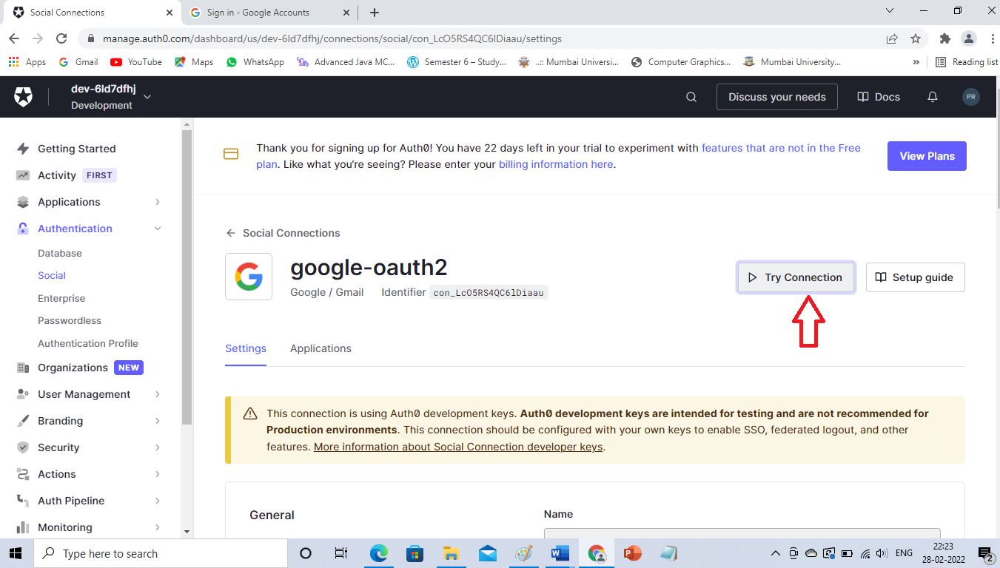 Social Connections
Sign in - Google Accounts
manage.auth0.com/dashboard/us/dev-6ld7dfhj/connections/social/con_LcO5RS4QC6lDiaau/settings
Apps
Gmail
YouTube
Maps
WhatsApp
Advanced Java MC...
Semester 6 – Study...
..:: Mumbai Universi...
Computer Graphics...
Mumbai University...
»
Reading list
dev-6ld7dfhj
Development
Discuss your needs
Docs
PR
Getting Started
Activity FIRST
Applications
Authentication
Database
Social
Enterprise
Passwordless
Authentication Profile
Organizations NEW
User Management
Branding
Security
Actions
Auth Pipeline
Monitoring
Thank you for signing up for Auth0! You have 22 days left in your trial to experiment with features that are not in the Free
plan. Like what you're seeing? Please enter your billing information here.
View Plans
Social Connections
google-oauth2
Google / Gmail
Identifier con_LcO5RS4QC6lDiaau
Try Connection
Setup guide
Settings
Applications
This connection is using Auth0 development keys. Auth0 development keys are intended for testing and are not recommended for
Production environments. This connection should be configured with your own keys to enable SSO, federated logout, and other
features. More information about Social Connection developer keys.
General
Name
Type here to search
ENG
22:23
28-02-2022
2